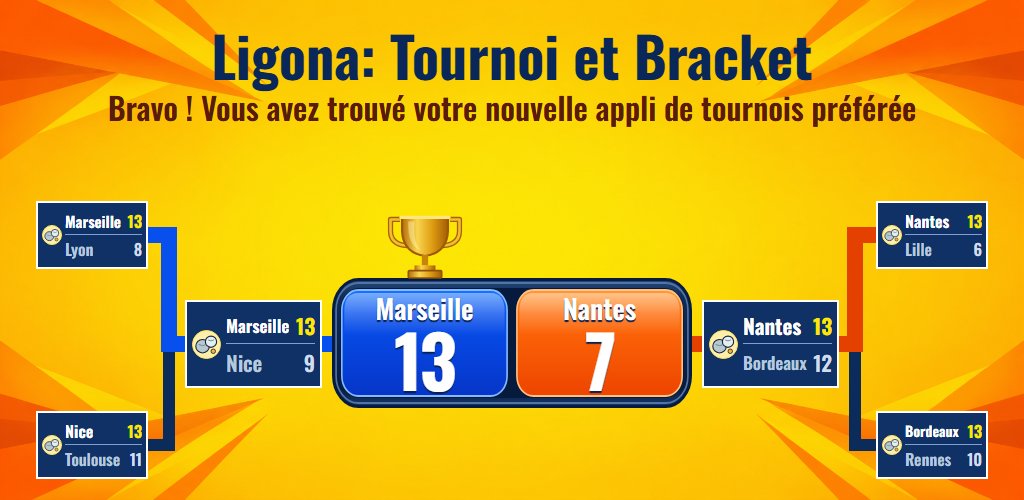 Ligona: Tournoi et Bracket
Bravo ! Vous avez trouvé votre nouvelle appli de tournois préférée
Marseille 13
Lyon 8
Nice 13
Toulouse 11
Marseille 13
Nice 9
Marseille
13
Nantes
7
Nantes 13
Bordeaux 12
Nantes 13
Lille 6
Bordeaux 13
Rennes 10